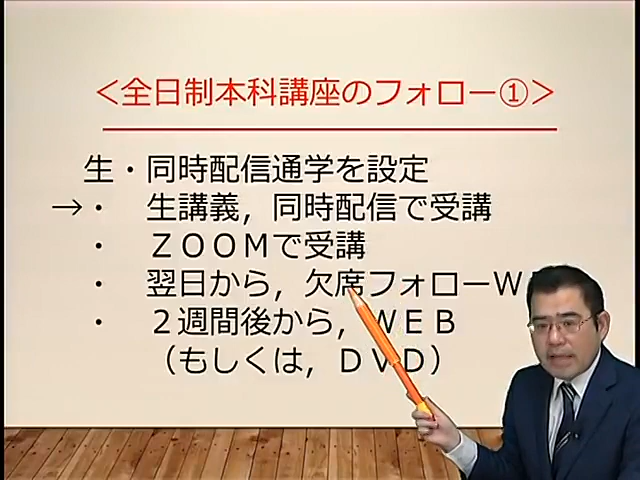 ＜全日制本科講座のフォロー①＞
生・同時配信通学を設定
→・　生講義，同時配信で受講
・　ＺＯＯＭで受講
・　翌日から，欠席フォローＷ
・　２週間後から，ＷＥＢ
（もしくは，ＤＶＤ）